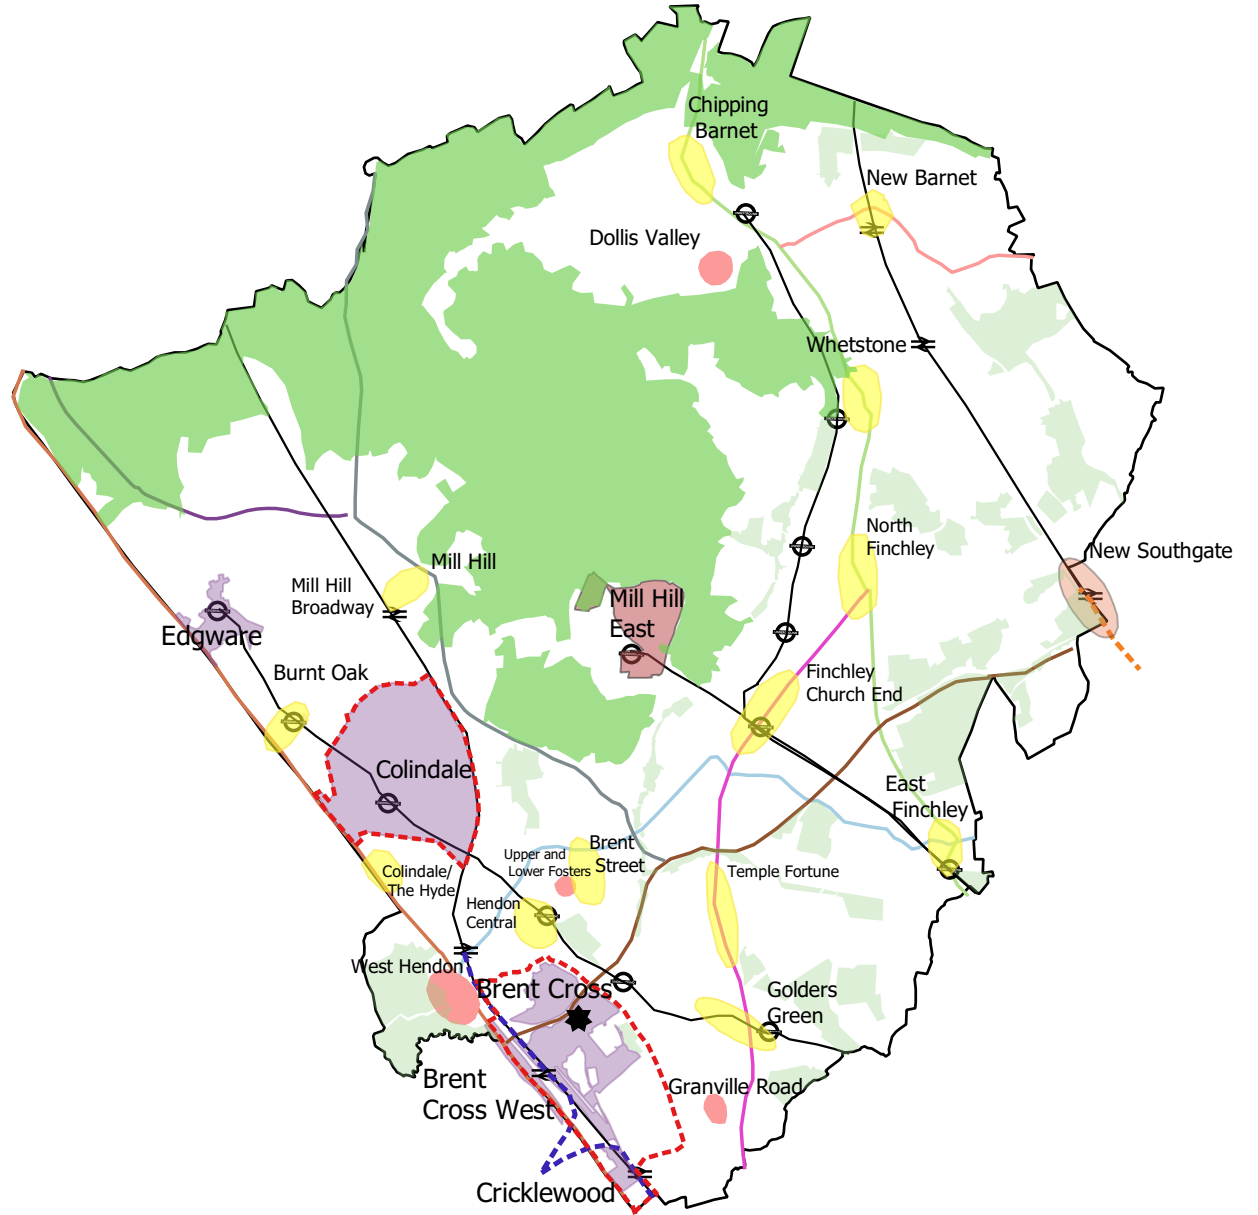 Chipping
Barnet
New Barnet
Dollis Valley
Whetstone
North
Finchley
New Southgate
Mill Hill
Mill Hill
Broadway
Mill Hill
East
Edgware
Burnt Oak
Finchley
Church End
Colindale
East
Finchley
Brent
Street
Upper and
Lower Fosters
Colindale/
The Hyde
Temple Fortune
Hendon
Central
West Hendon
Brent Cross
Golders
Green
Brent
Cross West
Granville Road
Cricklewood